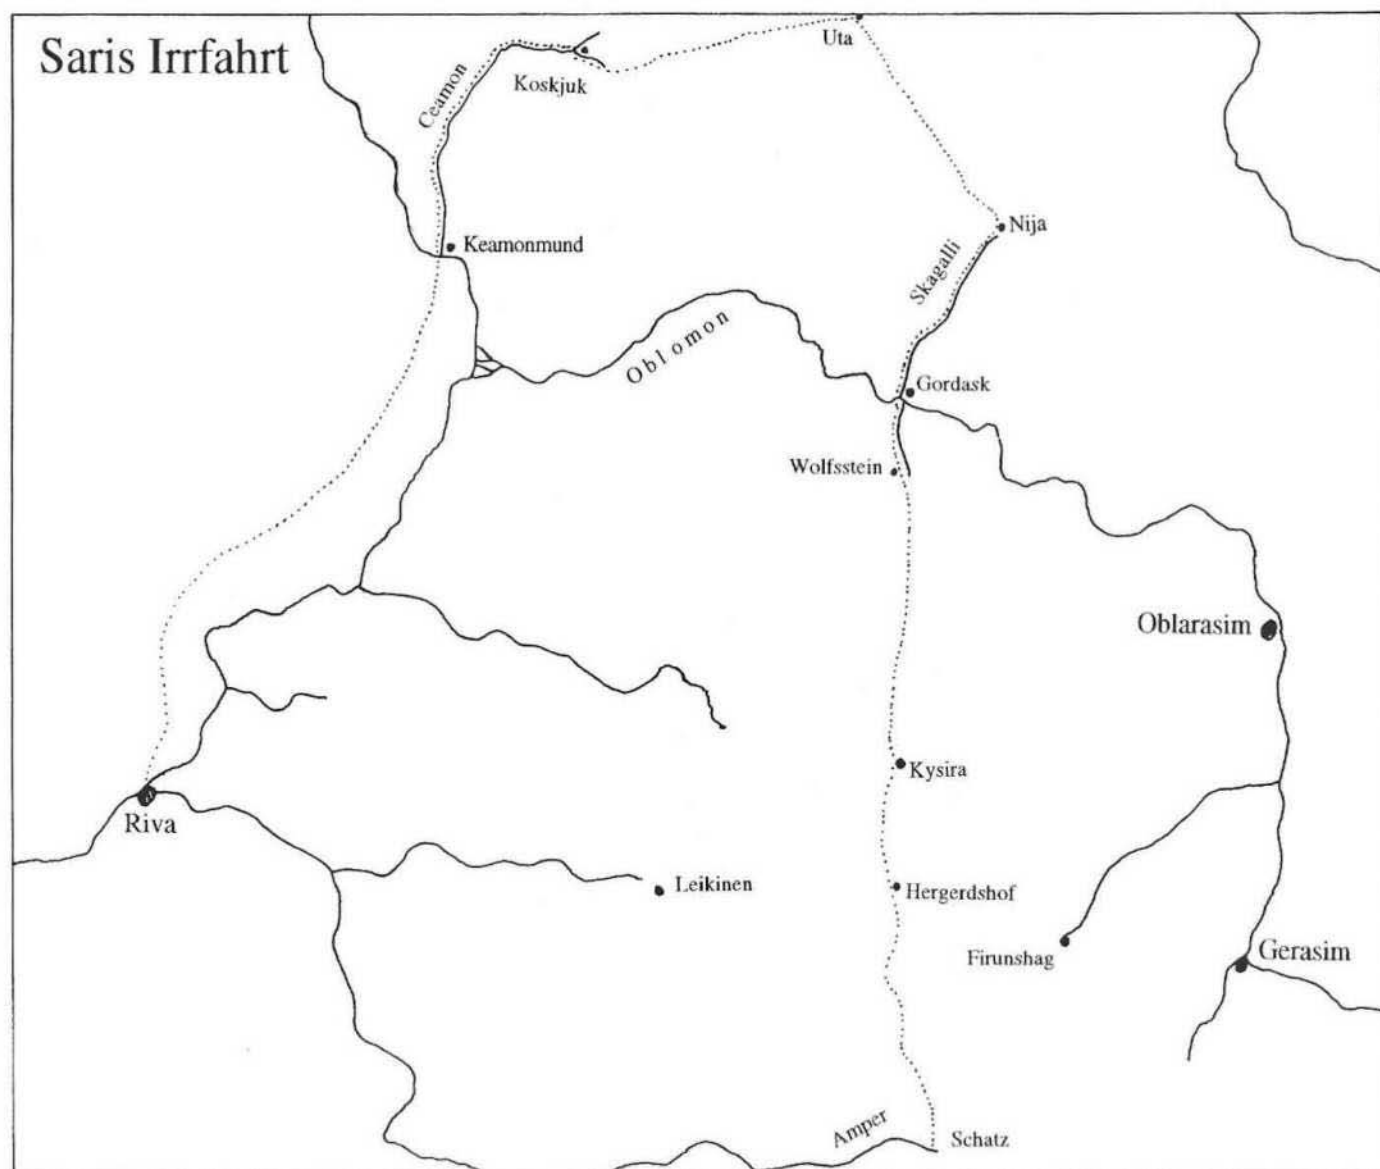 Saris Irrfahrt
Uta
Koskjuk
Ceamon
Nija
Keamonmund
Skagalli
Oblomon
Gordask
Wolfsstein
Oblarasim
Kysira
Riva
Leikinen
Hergerdshof
Firunshag
Gerasim
Amper
Schatz